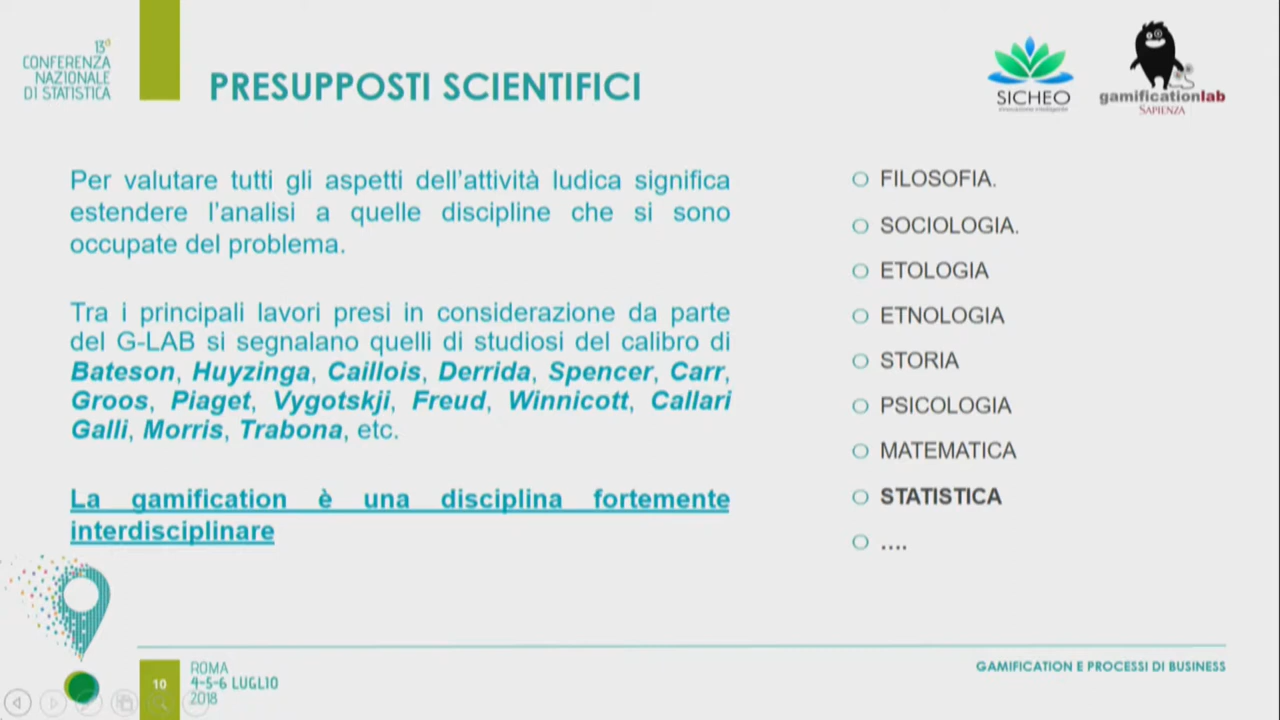 13ª
CONFERENZA
NAZIONALE
DI STATISTICA
PRESUPPOSTI SCIENTIFICI
SICHEO
gamificationlab
SAPIENZA
Per valutare tutti gli aspetti dell'attività ludica significa
estendere l'analisi a quelle discipline che si sono
occupate del problema.
Tra i principali lavori presi in considerazione da parte
del G-LAB si segnalano quelli di studiosi del calibro di
Bateson, Huyzinga, Caillois, Derrida, Spencer, Carr,
Groos, Piaget, Vygotskji, Freud, Winnicott, Callari
Galli, Morris, Trabona, etc.
La gamification è una disciplina fortemente
interdisciplinare
FILOSOFIA.
SOCIOLOGIA.
ETOLOGIA
ETNOLOGIA
STORIA
PSICOLOGIA
MATEMATICA
STATISTICA
....
10
ROMA
4-5-6 LUGLIO
2018
GAMIFICATION E PROCESSI DI BUSINESS